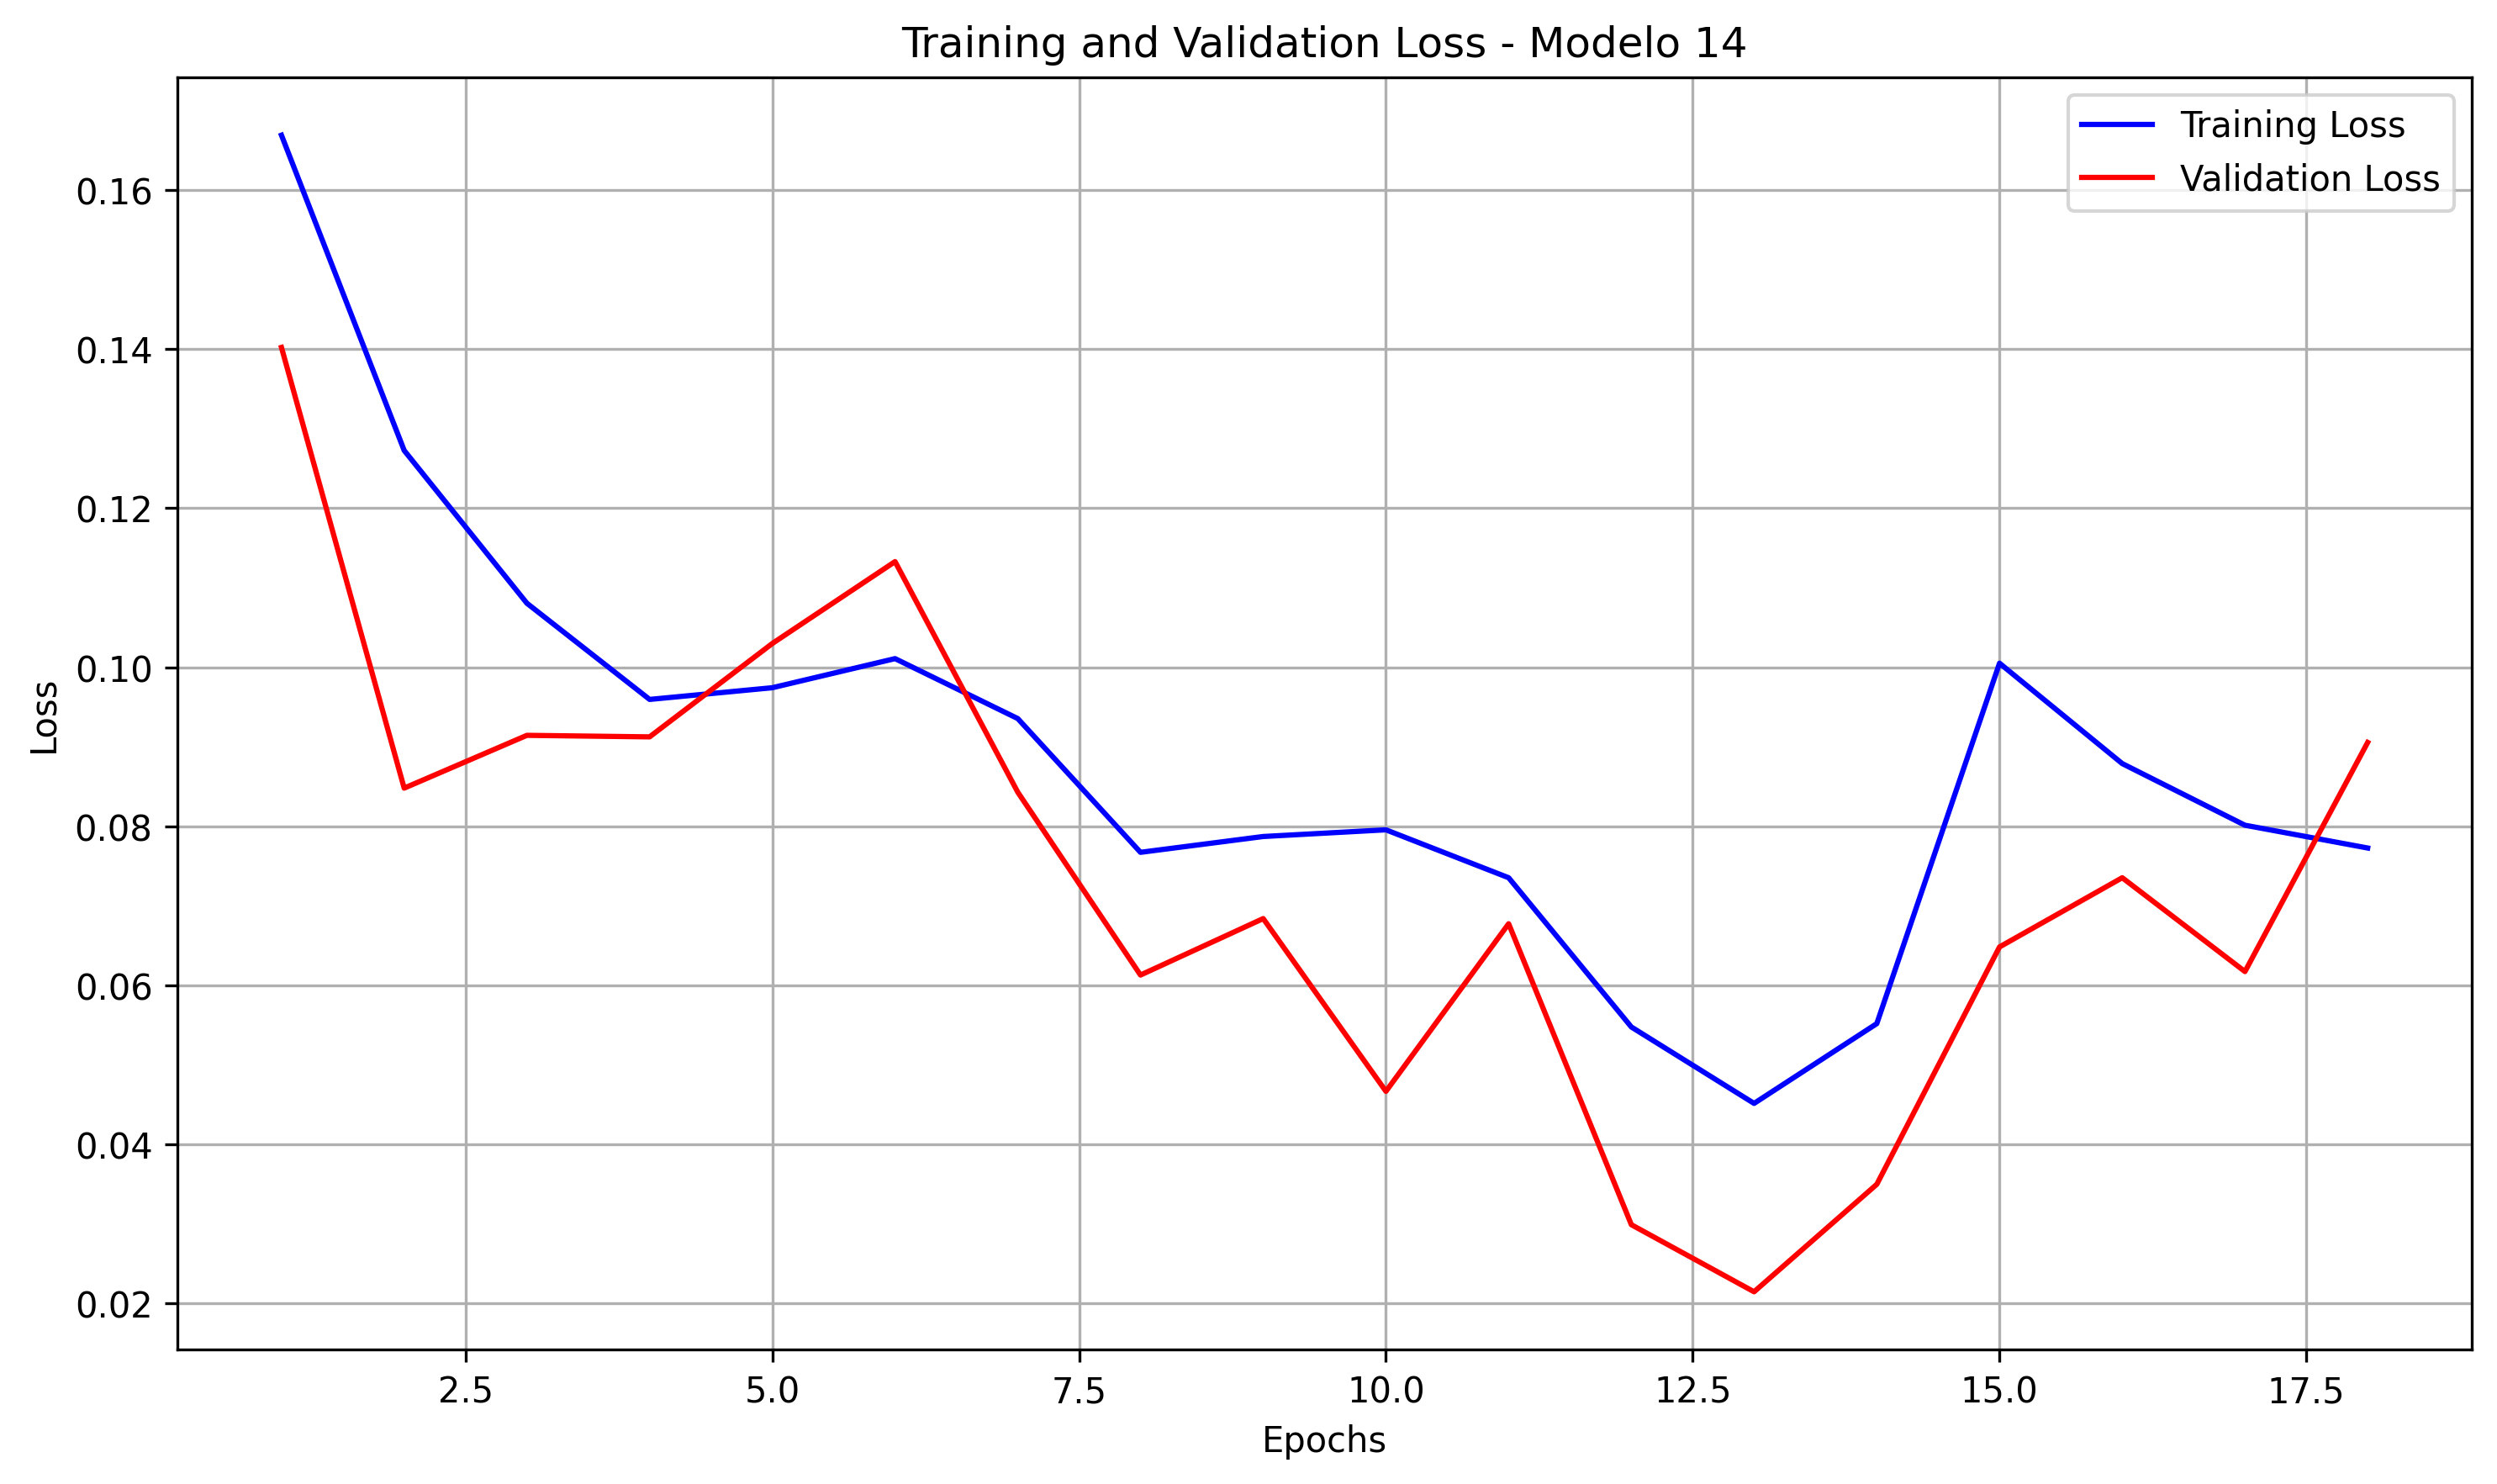 Training and Validation Loss - Modelo 14
Training Loss
Validation Loss
0.16
0.14
0.12
0.10
0.08
0.06
0.04
0.02
Loss
2.5 5.0 7.5 10.0 12.5 15.0 17.5
Epochs